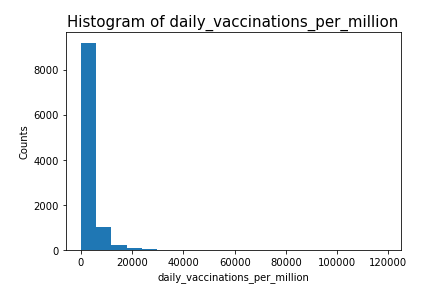 Histogram of daily_vaccinations_per_million
8000
6000
4000
2000
0
Counts
0 20000 40000 60000 80000 100000 120000
daily_vaccinations_per_million